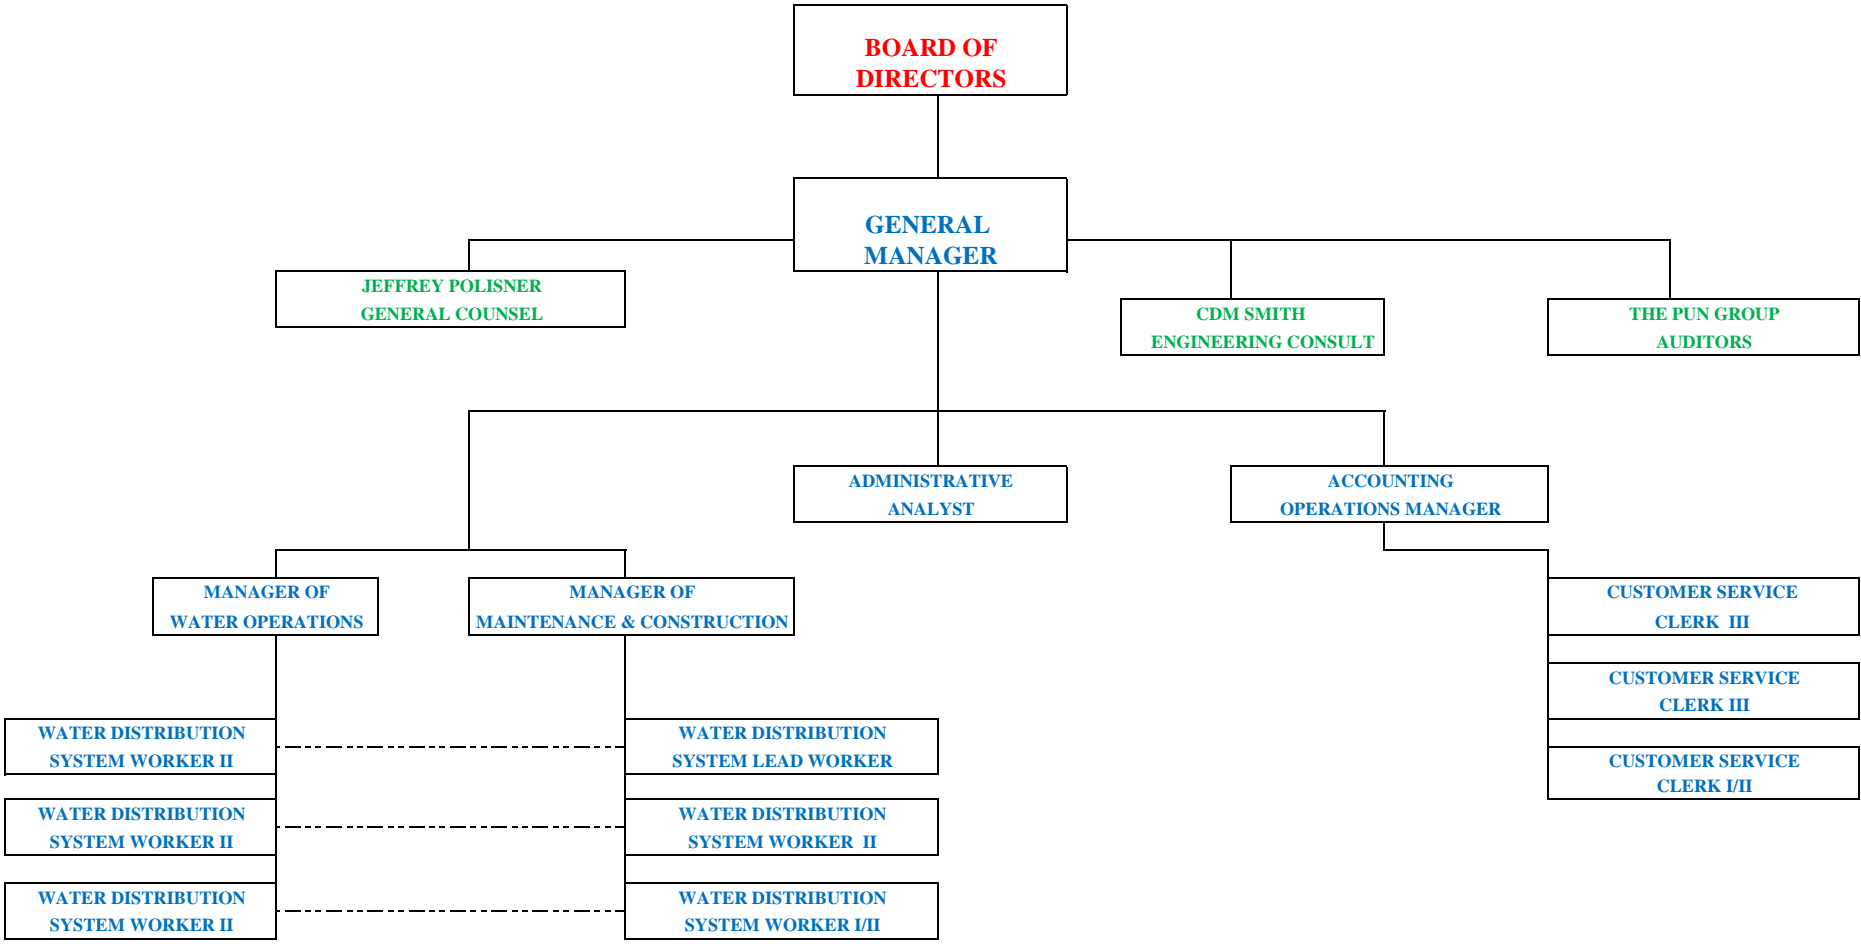 BOARD OF
DIRECTORS
GENERAL
MANAGER
JEFFREY POLISNER
GENERAL COUNSEL
CDM SMITH
ENGINEERING CONSULT
THE PUN GROUP
AUDITORS
ADMINISTRATIVE
ANALYST
ACCOUNTING
OPERATIONS MANAGER
MANAGER OF
WATER OPERATIONS
MANAGER OF
MAINTENANCE & CONSTRUCTION
CUSTOMER SERVICE
CLERK III
CUSTOMER SERVICE
CLERK III
CUSTOMER SERVICE
CLERK I/II
WATER DISTRIBUTION
SYSTEM WORKER II
WATER DISTRIBUTION
SYSTEM LEAD WORKER
WATER DISTRIBUTION
SYSTEM WORKER II
WATER DISTRIBUTION
SYSTEM WORKER II
WATER DISTRIBUTION
SYSTEM WORKER II
WATER DISTRIBUTION
SYSTEM WORKER I/II